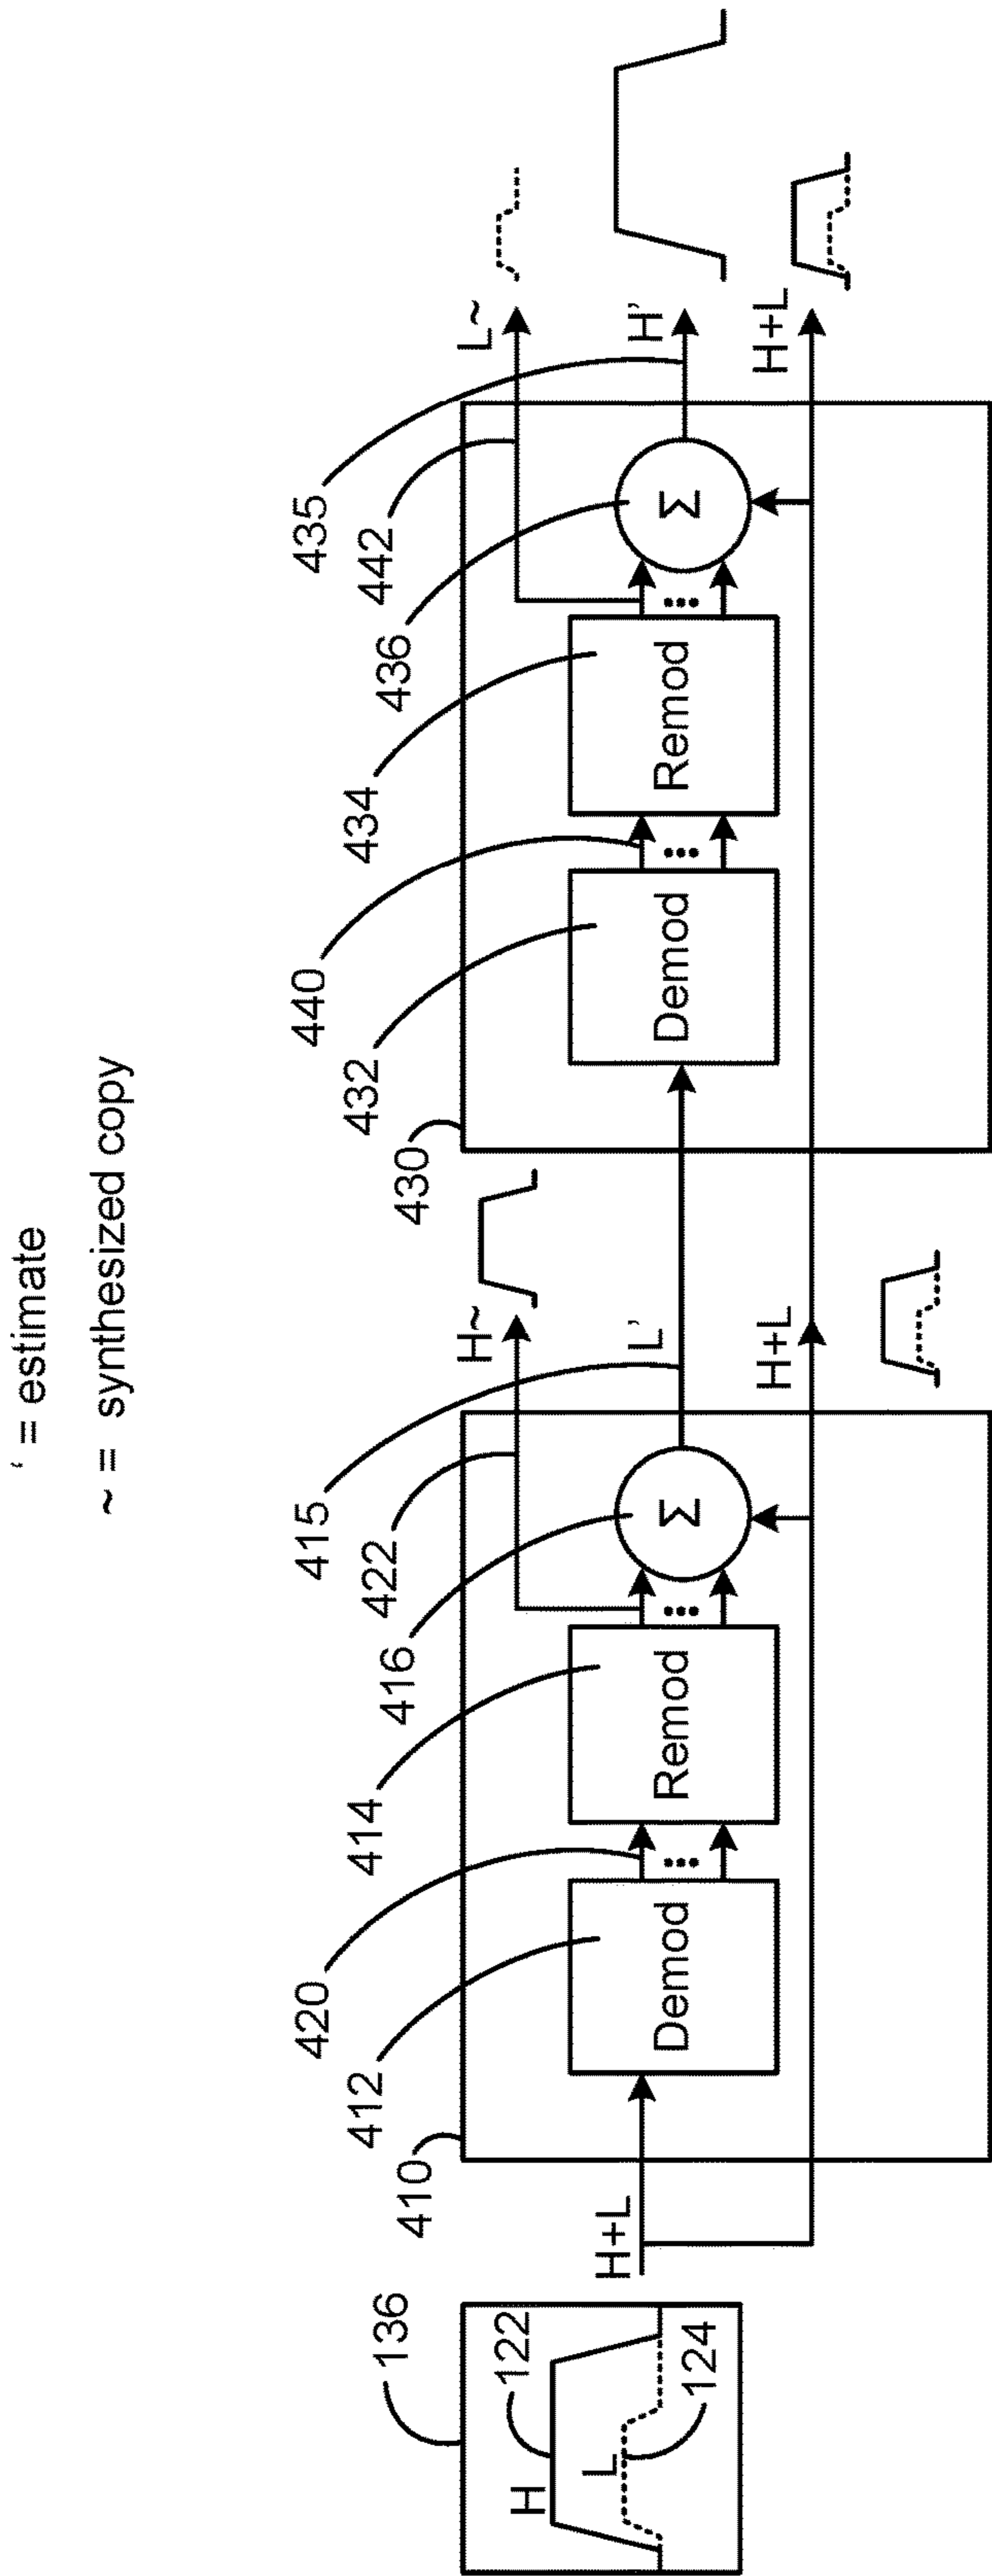 ‘ = estimate
~ = synthesized copy
136
H
122
L
124
H+L
410
412
420
414
416
422
415
Demod
...
Remod
...
Σ
H~
L’
H+L
430
432
440
434
436
442
435
Demod
...
Remod
...
Σ
L~
H’
H+L